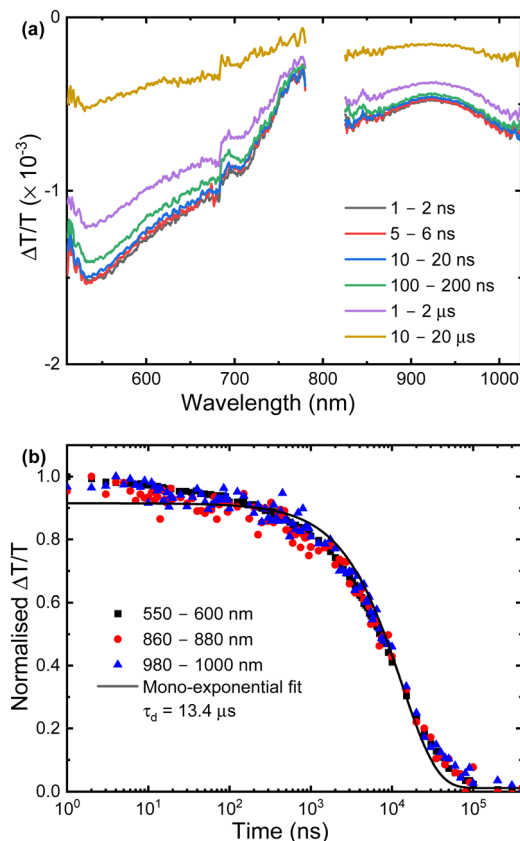 (a)
0
-1
-2
ΔT/T (× 10⁻³)
1 – 2 ns
5 – 6 ns
10 – 20 ns
100 – 200 ns
1 – 2 μs
10 – 20 μs
600 700 800 900 1000
Wavelength (nm)
(b)
1.0
0.8
0.6
0.4
0.2
0.0
Normalised ΔT/T
550 – 600 nm
860 – 880 nm
980 – 1000 nm
Mono-exponential fit
τd = 13.4 μs
10⁰ 10¹ 10² 10³ 10⁴ 10⁵
Time (ns)